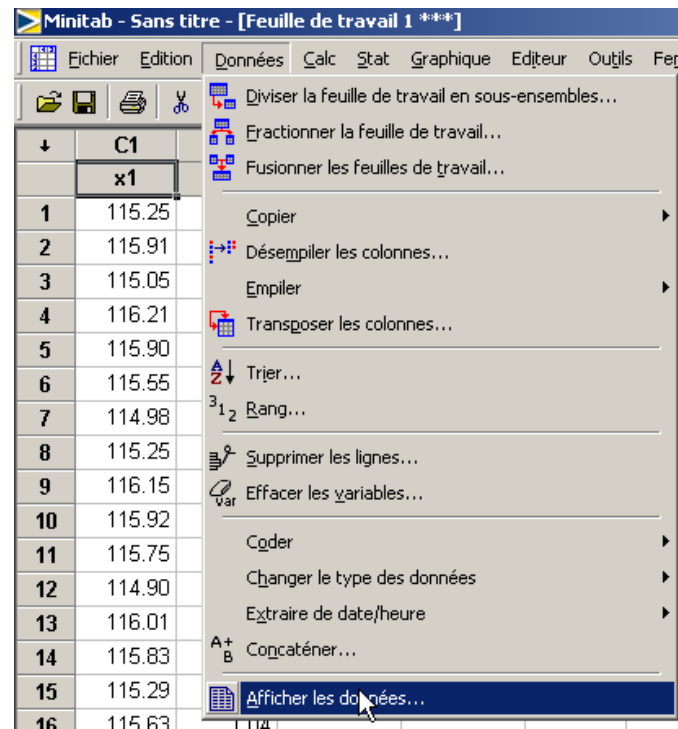 Minitab - Sans titre - [Feuille de travail 1 ***]
Fichier Edition Données Calc Stat Graphique Editeur Outils
C1
x1
1 115.25
2 115.91
3 115.05
4 116.21
5 115.90
6 115.55
7 114.98
8 115.25
9 116.15
10 115.92
11 115.75
12 114.90
13 116.01
14 115.83
15 115.29
16 115.63 1.04
Diviser la feuille de travail en sous-ensembles...
Fractionner la feuille de travail...
Fusionner les feuilles de travail...
Copier
Désempiler les colonnes...
Empiler
Transposer les colonnes...
Trier...
Rang...
Supprimer les lignes...
Effacer les variables...
Coder
Changer le type des données
Extraire de date/heure
Concaténer...
Afficher les données...